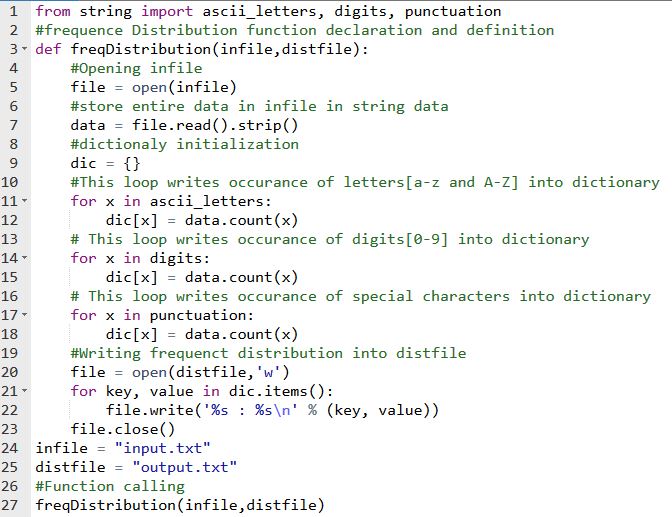 1 from string import ascii_letters, digits, punctuation
2 #frequence Distribution function declaration and definition
3 def freqDistribution(infile,distfile):
4     #Opening infile
5     file = open(infile)
6     #store entire data in infile in string data
7     data = file.read().strip()
8     #dictionaly initialization
9     dic = {}
10     #This loop writes occurance of letters[a-z and A-Z] into dictionary
11     for x in ascii_letters:
12         dic[x] = data.count(x)
13     # This loop writes occurance of digits[0-9] into dictionary
14     for x in digits:
15         dic[x] = data.count(x)
16     # This loop writes occurance of special characters into dictionary
17     for x in punctuation:
18         dic[x] = data.count(x)
19     #Writing frequenct distribution into distfile
20     file = open(distfile,'w')
21     for key, value in dic.items():
22         file.write('%s : %s\n' % (key, value))
23     file.close()
24 infile = "input.txt"
25 distfile = "output.txt"
26 #Function calling
27 freqDistribution(infile,distfile)